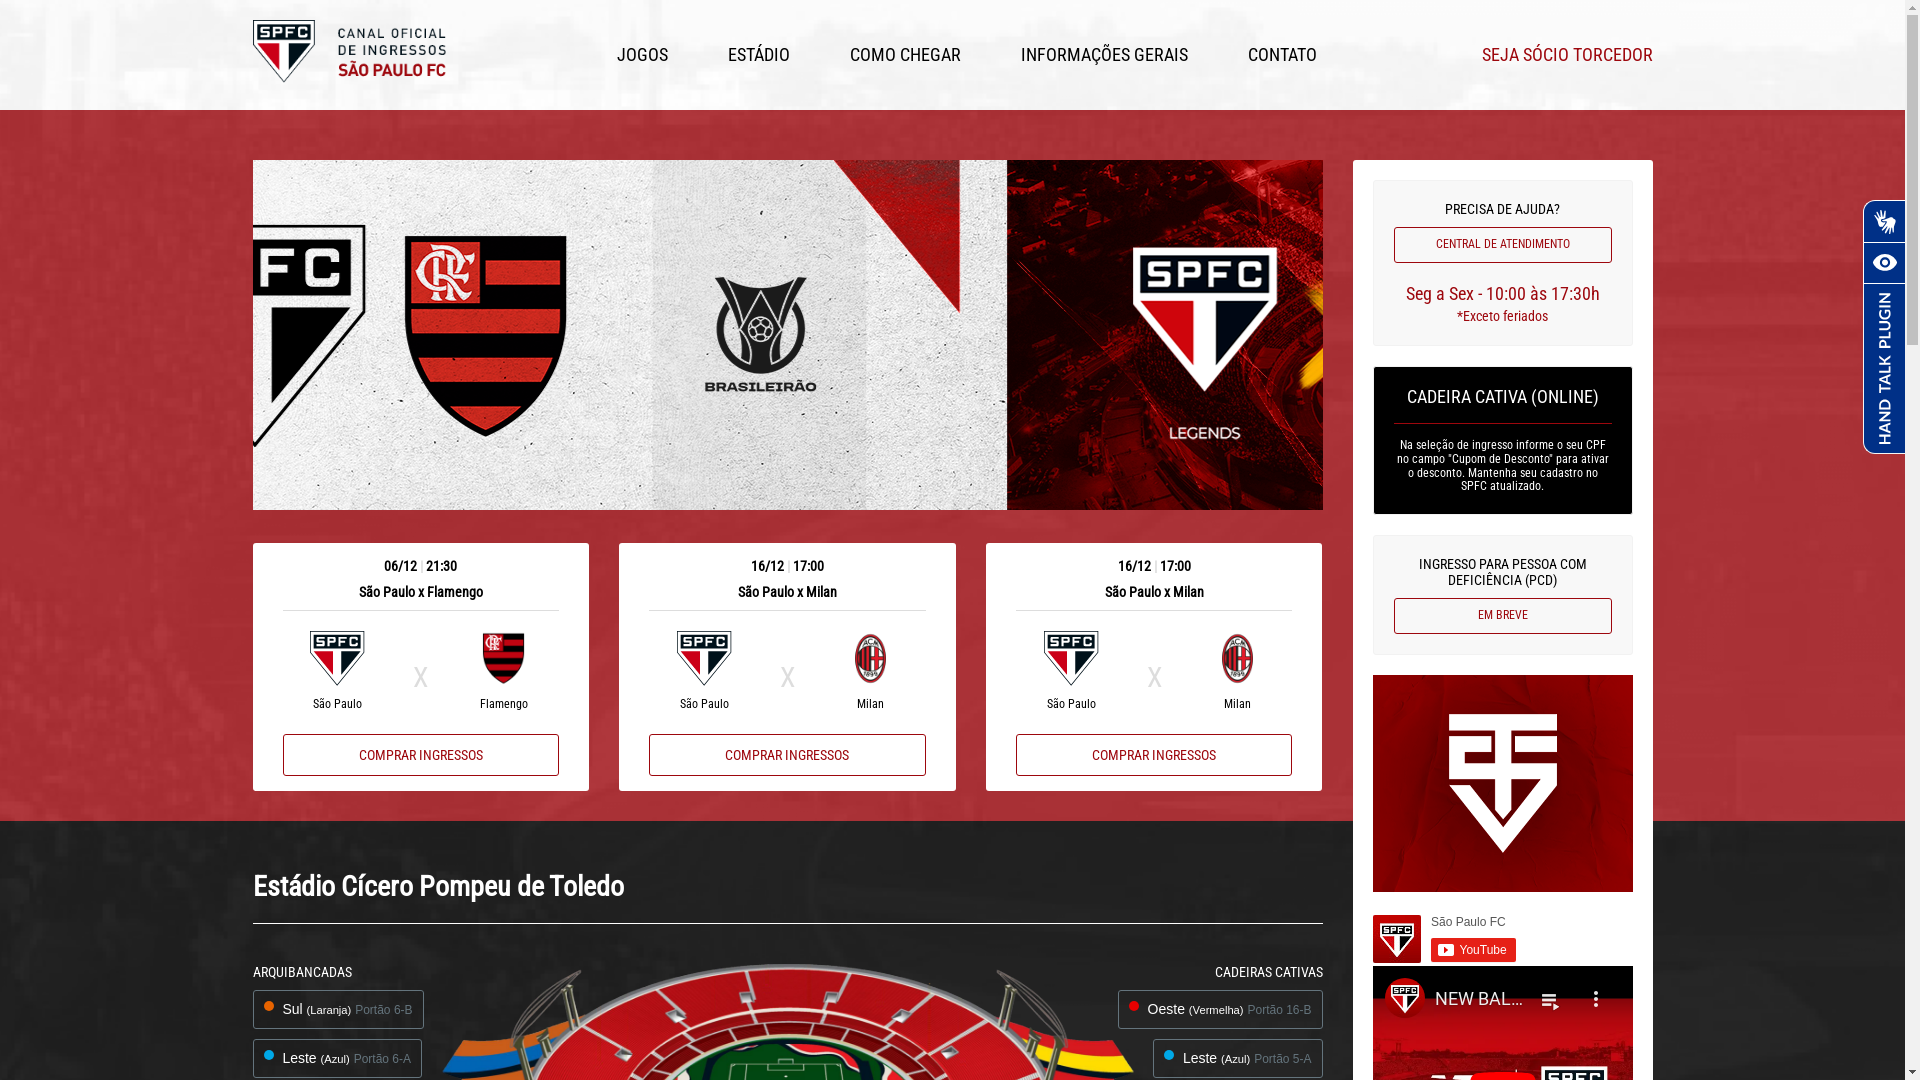 SPFC
CANAL OFICIAL
DE INGRESSOS
SÃO PAULO FC
JOGOS
ESTÁDIO
COMO CHEGAR
INFORMAÇÕES GERAIS
CONTATO
SEJA SÓCIO TORCEDOR
FC
BRASILEIRÃO
SPFC
LEGENDS
06/12 | 21:30
São Paulo x Flamengo
SPFC
X
São Paulo
Flamengo
COMPRAR INGRESSOS
16/12 | 17:00
São Paulo x Milan
SPFC
X
São Paulo
Milan
COMPRAR INGRESSOS
16/12 | 17:00
São Paulo x Milan
SPFC
X
São Paulo
Milan
COMPRAR INGRESSOS
PRECISA DE AJUDA?
CENTRAL DE ATENDIMENTO
Seg a Sex - 10:00 às 17:30h
*Exceto feriados
CADEIRA CATIVA (ONLINE)
Na seleção de ingresso informe o seu CPF
no campo "Cupom de Desconto" para ativar
o desconto. Mantenha seu cadastro no
SPFC atualizado.
INGRESSO PARA PESSOA COM
DEFICIÊNCIA (PCD)
EM BREVE
São Paulo FC
YouTube
NEW BAL...
SPFC
HAND TALK PLUGIN
Estádio Cícero Pompeu de Toledo
ARQUIBANCADAS
Sul (Laranja) Portão 6-B
Leste (Azul) Portão 6-A
CADEIRAS CATIVAS
Oeste (Vermelha) Portão 16-B
Leste (Azul) Portão 5-A